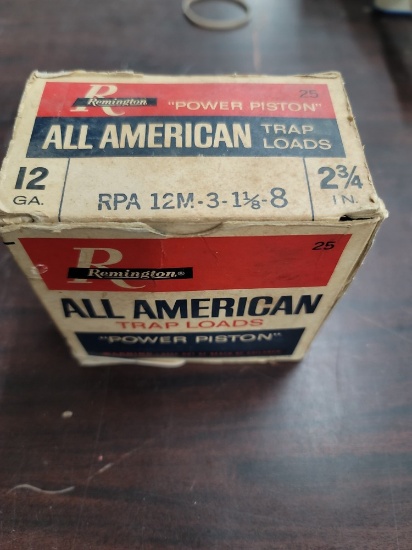 25
R
Remington
"POWER PISTON"
ALL AMERICAN TRAP LOADS
12 GA.
RPA 12M-3-1⅛-8
2¾ IN.
25
R
Remington®
ALL AMERICAN
TRAP LOADS
"POWER PISTON"